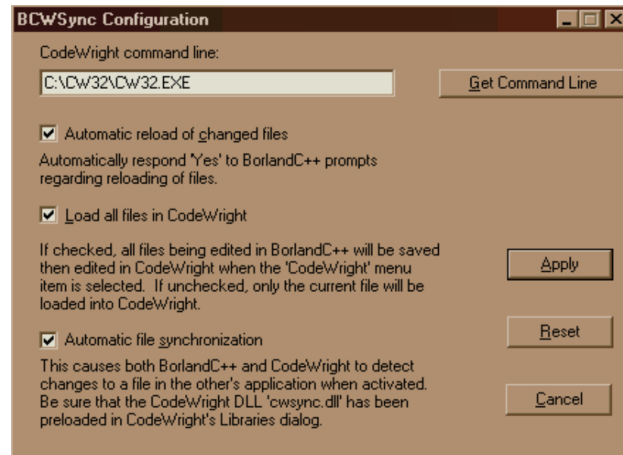 BCWSync Configuration
CodeWright command line:
C:\CW32\CW32.EXE
Get Command Line
Automatic reload of changed files
Automatically respond 'Yes' to BorlandC++ prompts
regarding reloading of files.
Load all files in CodeWright
If checked, all files being edited in BorlandC++ will be saved
then edited in CodeWright when the 'CodeWright' menu
item is selected.  If unchecked, only the current file will be
loaded into CodeWright.
Apply
Automatic file synchronization
Reset
This causes both BorlandC++ and CodeWright to detect
changes to a file in the other's application when activated.
Be sure that the CodeWright DLL 'cwsync.dll' has been
preloaded in CodeWright's Libraries dialog.
Cancel